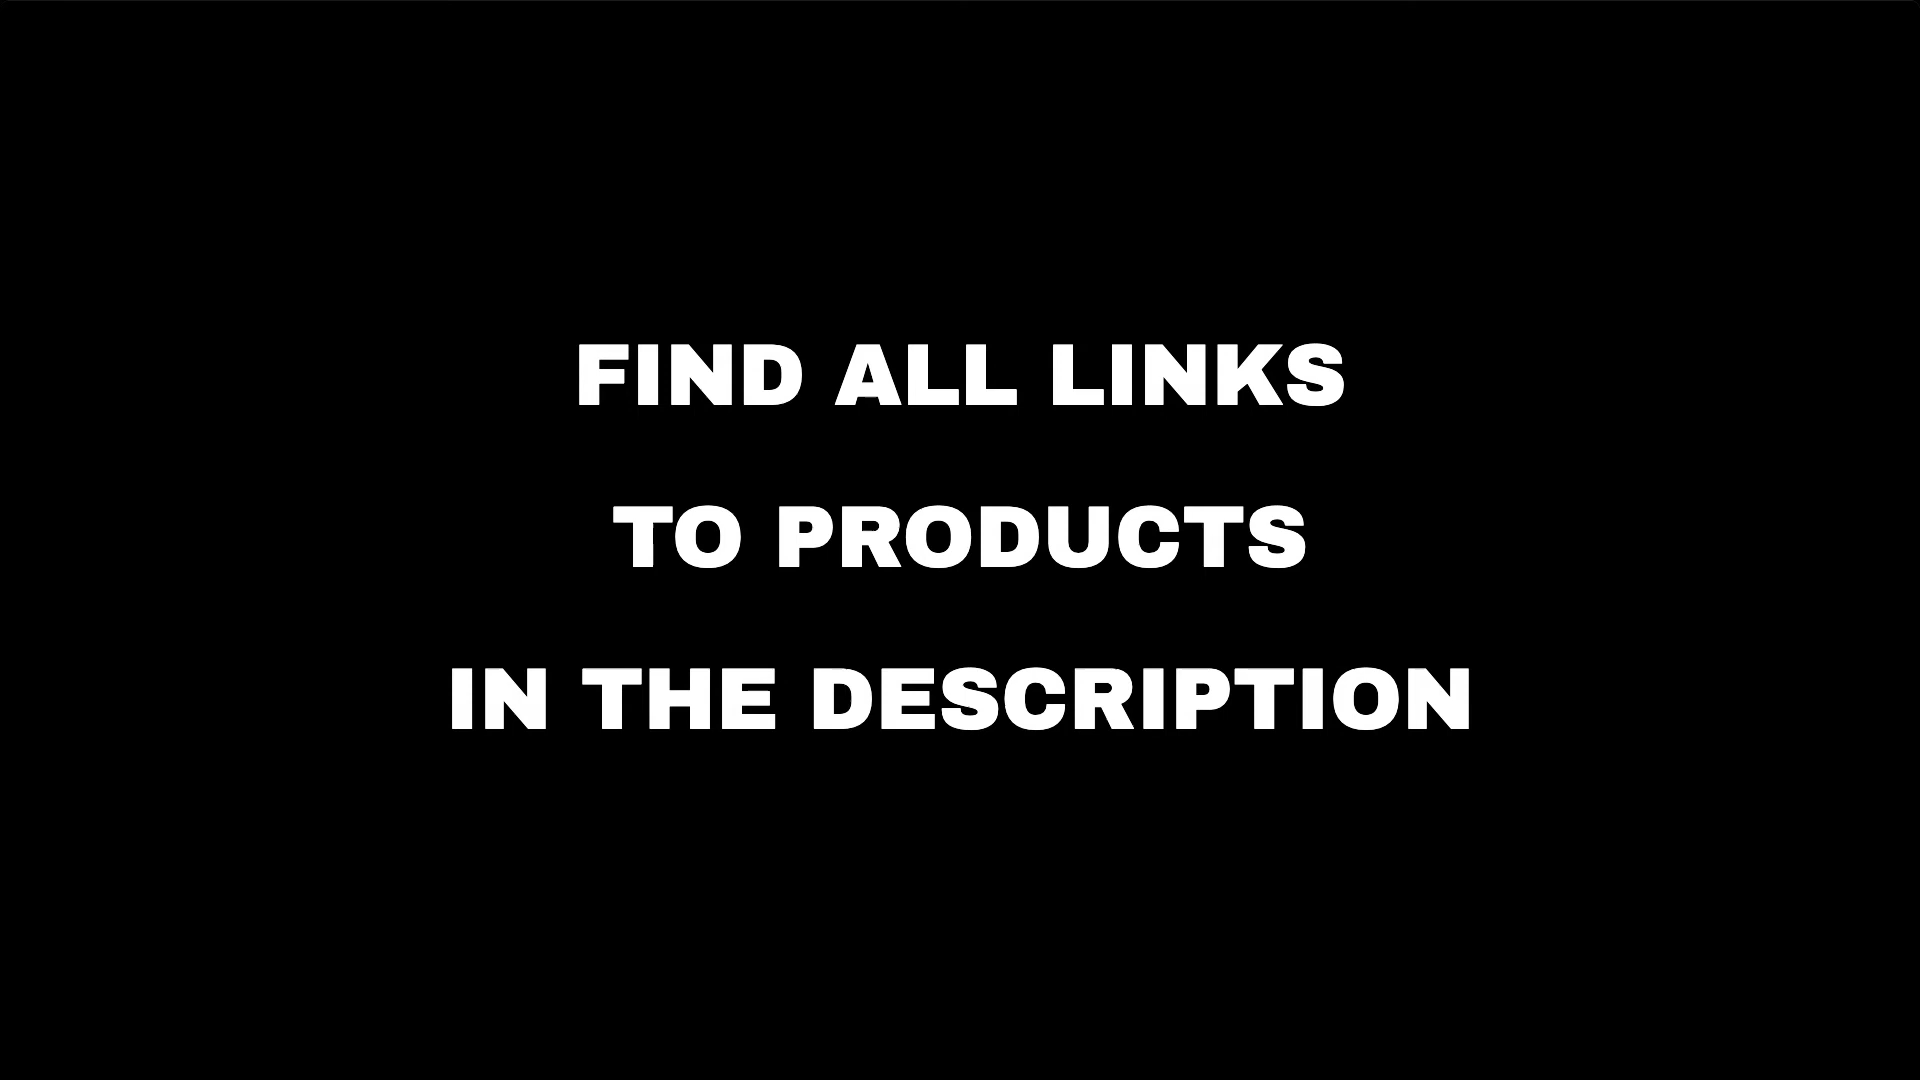 FIND ALL LINKS
TO PRODUCTS
IN THE DESCRIPTION